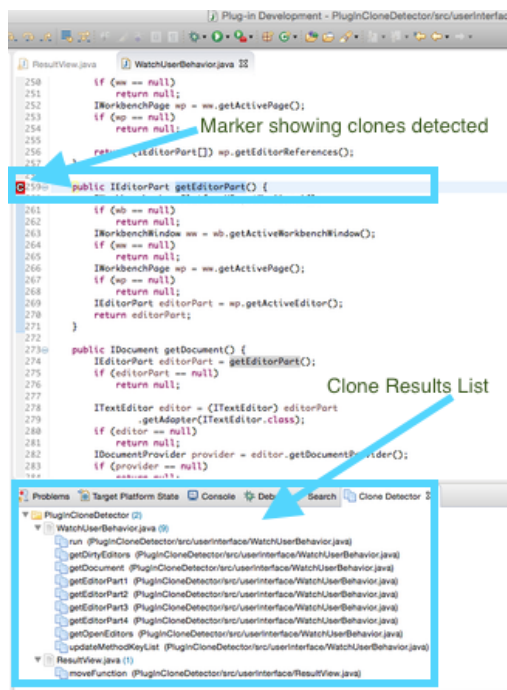 Plug-in Development - PlugInCloneDetector/src/userInterfac
ResultView.java WatchUserBehavior.java
250 if (ww == null)
251 return null;
252 IWorkbenchPage wp = ww.getActivePage();
253 if (wp == null)
254 return null;
255
256 return (IEditorPart[]) wp.getEditorReferences();
257 }
Marker showing clones detected
C 259 public IEditorPart getEditorPart() {
261 if (wb == null)
262 return null;
263 IWorkbenchWindow ww = wb.getActiveWorkbenchWindow();
264 if (ww == null)
265 return null;
266 IWorkbenchPage wp = ww.getActivePage();
267 if (wp == null)
268 return null;
269 IEditorPart editorPart = wp.getActiveEditor();
270 return editorPart;
271 }
272
273 public IDocument getDocument() {
274 IEditorPart editorPart = getEditorPart();
275 if (editorPart == null)
276 return null;
277
278 ITextEditor editor = (ITextEditor) editorPart
279 .getAdapter(ITextEditor.class);
280 if (editor == null)
281 return null;
282 IDocumentProvider provider = editor.getDocumentProvider();
283 if (provider == null)
Clone Results List
Problems Target Platform State Console Search Clone Detector
PlugInCloneDetector (2)
WatchUserBehavior.java (9)
run (PlugInCloneDetector/src/userInterface/WatchUserBehavior.java)
getDirtyEditors (PlugInCloneDetector/src/userInterface/WatchUserBehavior.java)
getDocument (PlugInCloneDetector/src/userInterface/WatchUserBehavior.java)
getEditorPart1 (PlugInCloneDetector/src/userInterface/WatchUserBehavior.java)
getEditorPart2 (PlugInCloneDetector/src/userInterface/WatchUserBehavior.java)
getEditorPart3 (PlugInCloneDetector/src/userInterface/WatchUserBehavior.java)
getEditorPart4 (PlugInCloneDetector/src/userInterface/WatchUserBehavior.java)
getOpenEditors (PlugInCloneDetector/src/userInterface/WatchUserBehavior.java)
updateMethodKeyList (PlugInCloneDetector/src/userInterface/WatchUserBehavior.java)
ResultView.java (1)
moveFunction (PlugInCloneDetector/src/userInterface/ResultView.java)